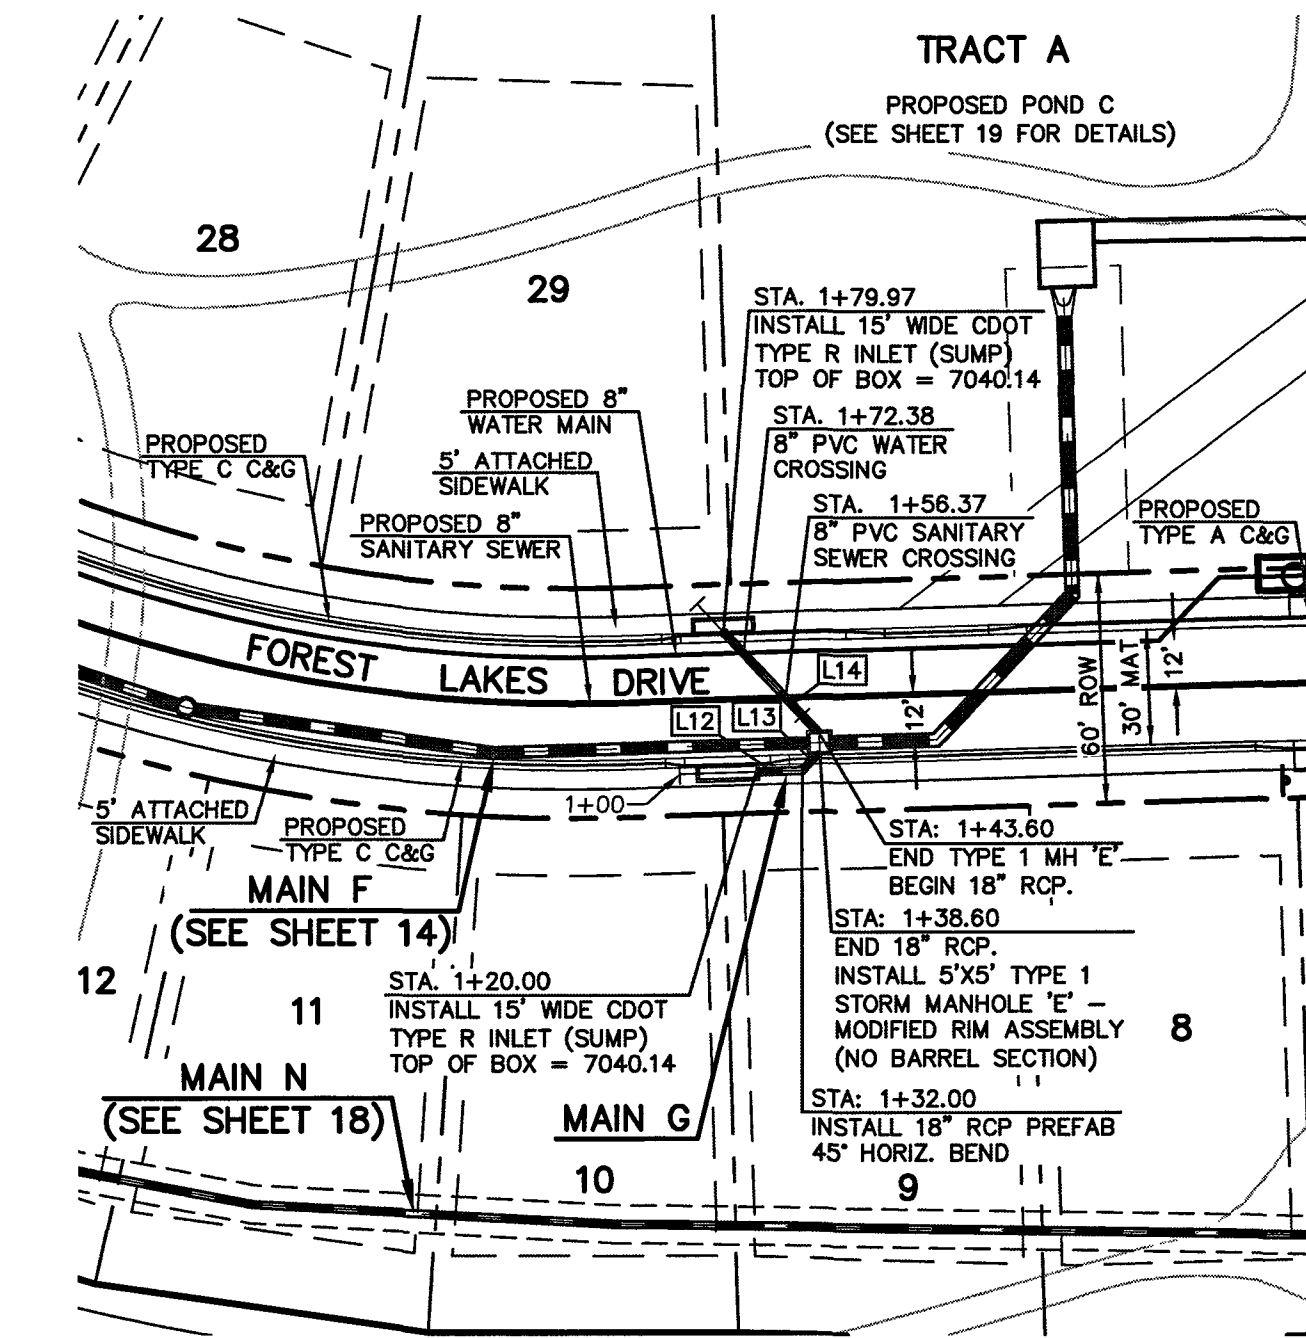 TRACT A
PROPOSED POND C
(SEE SHEET 19 FOR DETAILS)
28
29
STA. 1+79.97
INSTALL 15' WIDE CDOT
TYPE R INLET (SUMP)
TOP OF BOX = 7040.14
PROPOSED 8"
WATER MAIN
STA. 1+72.38
8" PVC WATER
CROSSING
PROPOSED
TYPE C C&G
5' ATTACHED
SIDEWALK
STA. 1+56.37
8" PVC SANITARY
SEWER CROSSING
PROPOSED
TYPE A C&G
PROPOSED 8"
SANITARY SEWER
FOREST LAKES DRIVE
L14
L12
L13
12'
60' ROW
30' MAT
12'
1+00
5' ATTACHED
SIDEWALK
PROPOSED
TYPE C C&G
STA: 1+43.60
END TYPE 1 MH 'E'
BEGIN 18" RCP.
MAIN F
(SEE SHEET 14)
STA: 1+38.60
END 18" RCP.
INSTALL 5'X5' TYPE 1
STORM MANHOLE 'E' -
MODIFIED RIM ASSEMBLY
(NO BARREL SECTION)
12
11
STA. 1+20.00
INSTALL 15' WIDE CDOT
TYPE R INLET (SUMP)
TOP OF BOX = 7040.14
8
MAIN N
(SEE SHEET 18)
MAIN G
STA: 1+32.00
INSTALL 18" RCP PREFAB
45° HORIZ. BEND
10
9